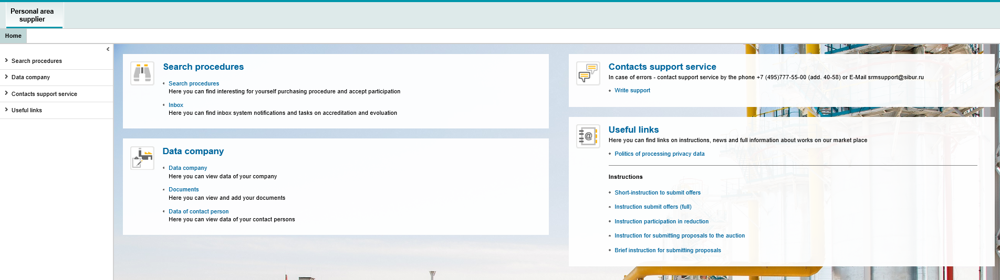 Personal area
supplier
Home
Search procedures
Data company
Contacts support service
Useful links
Search procedures
Search procedures
Here you can find interesting for yourself purchasing procedure and accept participation
Inbox
Here you can find inbox system notifications and tasks on accreditation and evoluation
Data company
Data company
Here you can view data of your company
Documents
Here you can view and add your documents
Data of contact person
Here you can view data of your contact persons
Contacts support service
In case of errors - contact support service by the phone +7 (495)777-55-00 (add. 40-58) or E-Mail srmsupport@sibur.ru
Write support
Useful links
Here you can find links on instructions, news and full information about works on our market place
Politics of processing privacy data
Instructions
Short-instruction to submit offers
Instruction submit offers (full)
Instruction participation in reduction
Instruction for submitting proposals to the auction
Brief instruction for submitting proposals